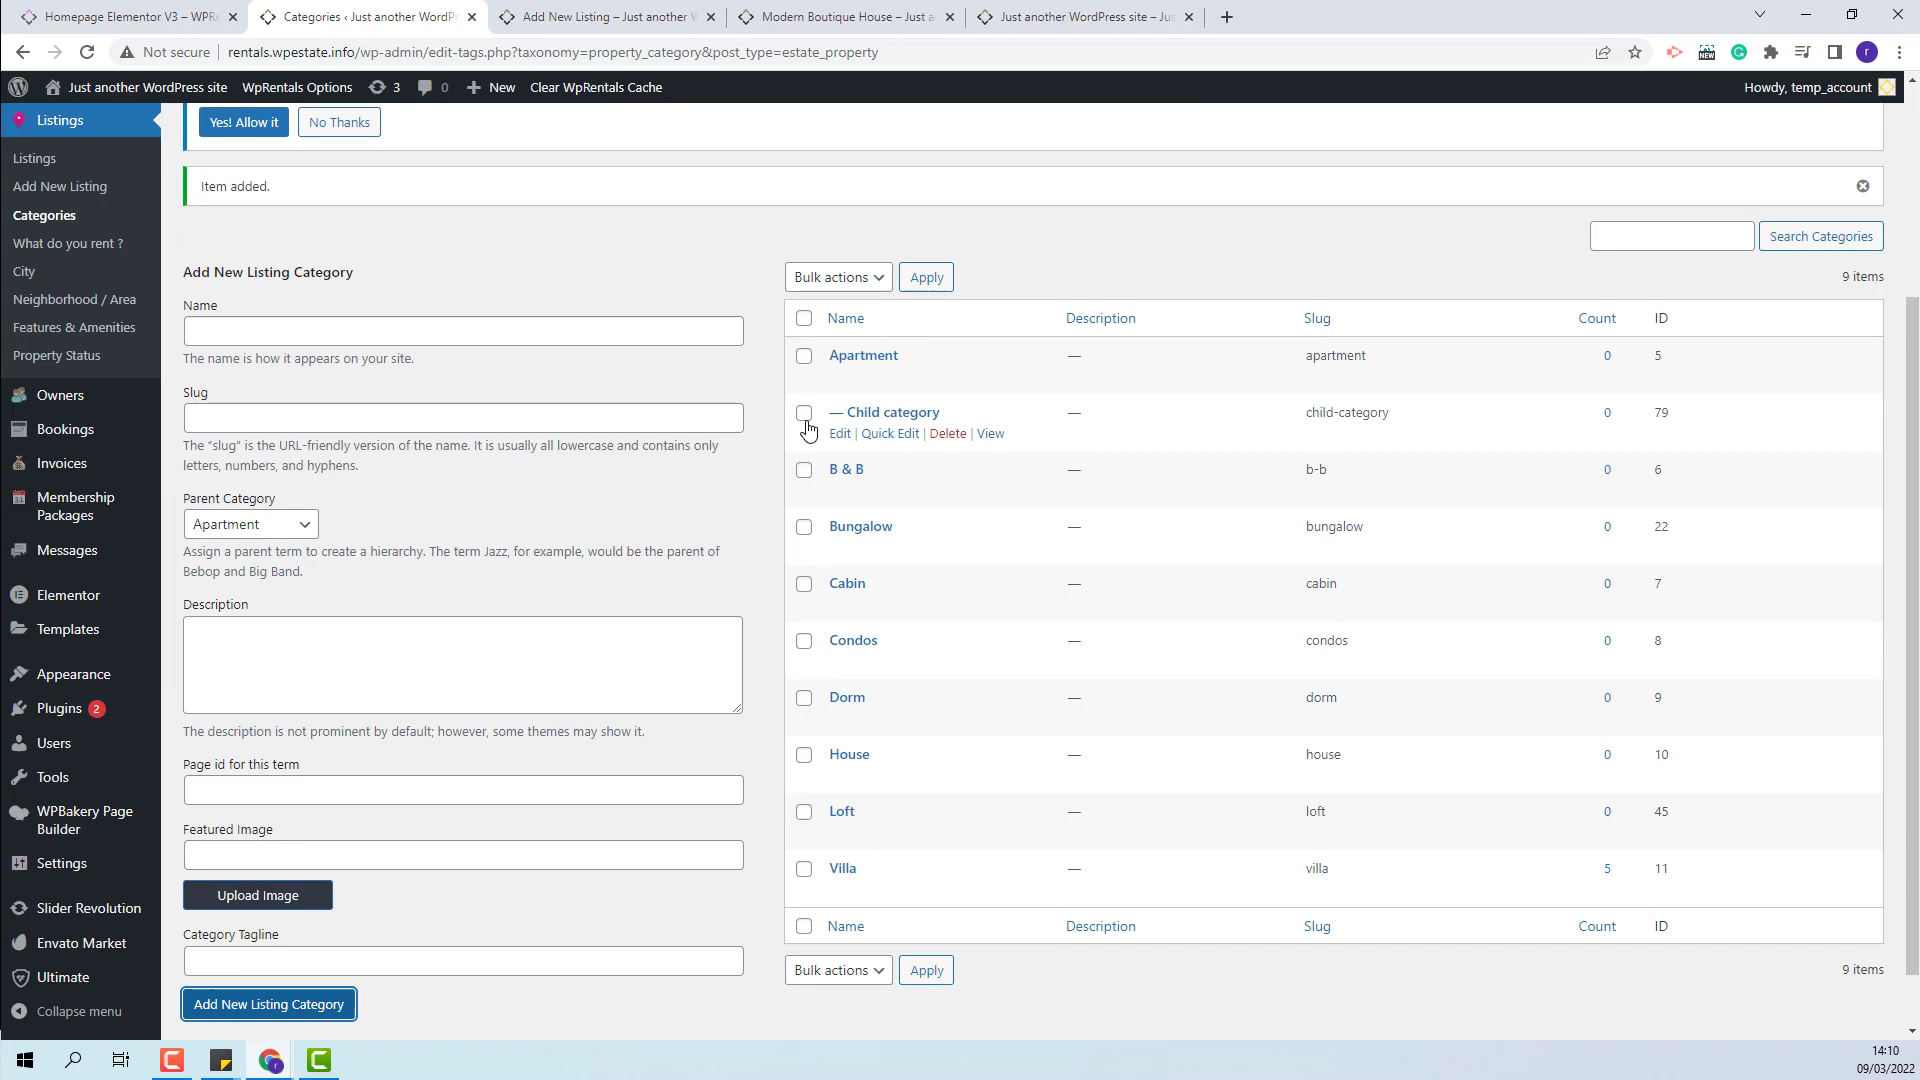 Homepage Elementor V3 – WPRe
Categories ‹ Just another WordPr
Add New Listing – Just another W
Modern Boutique House – Just a
Just another WordPress site – Jus
Not secure
rentals.wpestate.info/wp-admin/edit-tags.php?taxonomy=property_category&post_type=estate_property
NEW
r
Just another WordPress site
WpRentals Options
3
0
New
Clear WpRentals Cache
Howdy, temp_account
Listings
Listings
Add New Listing
Categories
What do you rent ?
City
Neighborhood / Area
Features & Amenities
Property Status
Owners
Bookings
Invoices
Membership
Packages
Messages
Elementor
Templates
Appearance
Plugins 2
Users
Tools
WPBakery Page
Builder
Settings
Slider Revolution
Envato Market
Ultimate
Collapse menu
Yes! Allow it
No Thanks
Item added.
Search Categories
Add New Listing Category
Name
The name is how it appears on your site.
Slug
The “slug” is the URL-friendly version of the name. It is usually all lowercase and contains only
letters, numbers, and hyphens.
Parent Category
Apartment
Assign a parent term to create a hierarchy. The term Jazz, for example, would be the parent of
Bebop and Big Band.
Description
The description is not prominent by default; however, some themes may show it.
Page id for this term
Featured Image
Upload Image
Category Tagline
Add New Listing Category
Bulk actions Apply 9 items
Name Description Slug Count ID
Apartment — apartment 0 5
— Child category — child-category 0 79
Edit | Quick Edit | Delete | View
B & B — b-b 0 6
Bungalow — bungalow 0 22
Cabin — cabin 0 7
Condos — condos 0 8
Dorm — dorm 0 9
House — house 0 10
Loft — loft 0 45
Villa — villa 5 11
Name Description Slug Count ID
Bulk actions Apply 9 items
14:10
09/03/2022